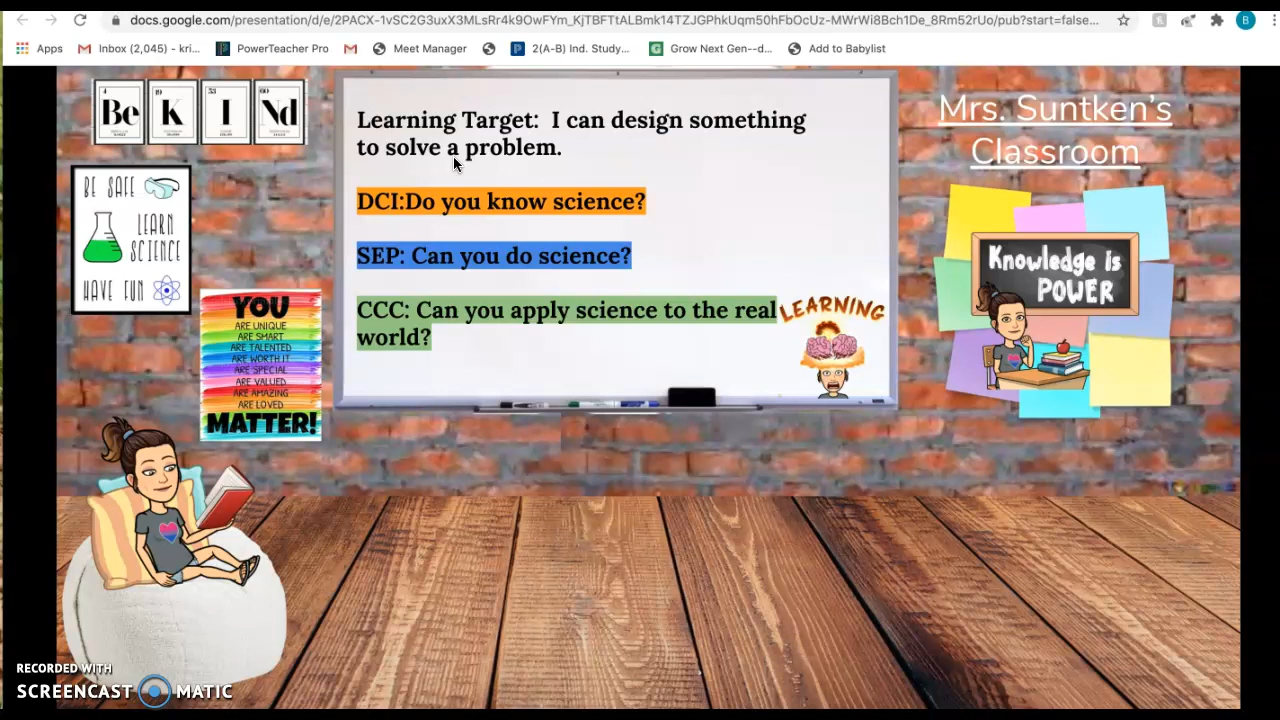 docs.google.com/presentation/d/e/2PACX-1vSC2G3uxX3MLsRr4k9OwFYm_KjTBFTtALBmk14TZJGPhkUqm50hFbOcUz-MWrWi8Bch1De_8Rm52rUo/pub?start=false...
B
Apps
Inbox (2,045) - kri...
PowerTeacher Pro
Meet Manager
2(A-B) Ind. Study...
Grow Next Gen--d...
Add to Babylist
4 19 53 60
Be K I Nd
BE SAFE
LEARN
SCIENCE
HAVE FUN
YOU
ARE UNIQUE
ARE SMART
ARE TALENTED
ARE WORTH IT
ARE SPECIAL
ARE VALUED
ARE AMAZING
ARE LOVED
MATTER!
Learning Target:  I can design something
to solve a problem.
DCI:Do you know science?
SEP: Can you do science?
CCC: Can you apply science to the real
world?
LEARNING
Mrs. Suntken's
Classroom
Knowledge is
POWER
RECORDED WITH
SCREENCAST MATIC